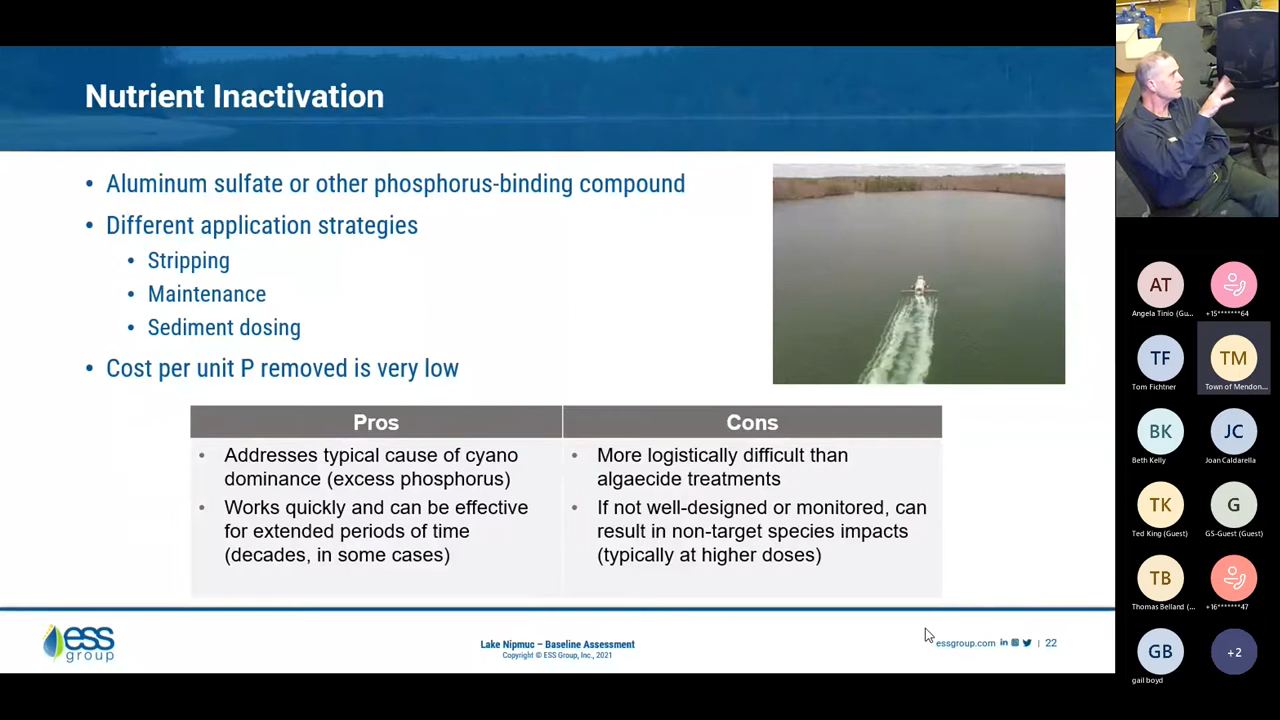 Nutrient Inactivation
• Aluminum sulfate or other phosphorus-binding compound
• Different application strategies
• Stripping
• Maintenance
• Sediment dosing
• Cost per unit P removed is very low
Pros
• Addresses typical cause of cyano
dominance (excess phosphorus)
• Works quickly and can be effective
for extended periods of time
(decades, in some cases)
Cons
• More logistically difficult than
algaecide treatments
• If not well-designed or monitored, can
result in non-target species impacts
(typically at higher doses)
ess
group
Lake Nipmuc – Baseline Assessment
Copyright © ESS Group, Inc., 2021
essgroup.com | 22
AT
Angela Tinio (Gu...
+15*******64
TF
Tom Fichtner
TM
Town of Mendon...
BK
Beth Kelly
JC
Joan Caldarella
TK
Ted King (Guest)
G
GS-Guest (Guest)
TB
Thomas Belland (...
+16*******47
GB
gail boyd
+2